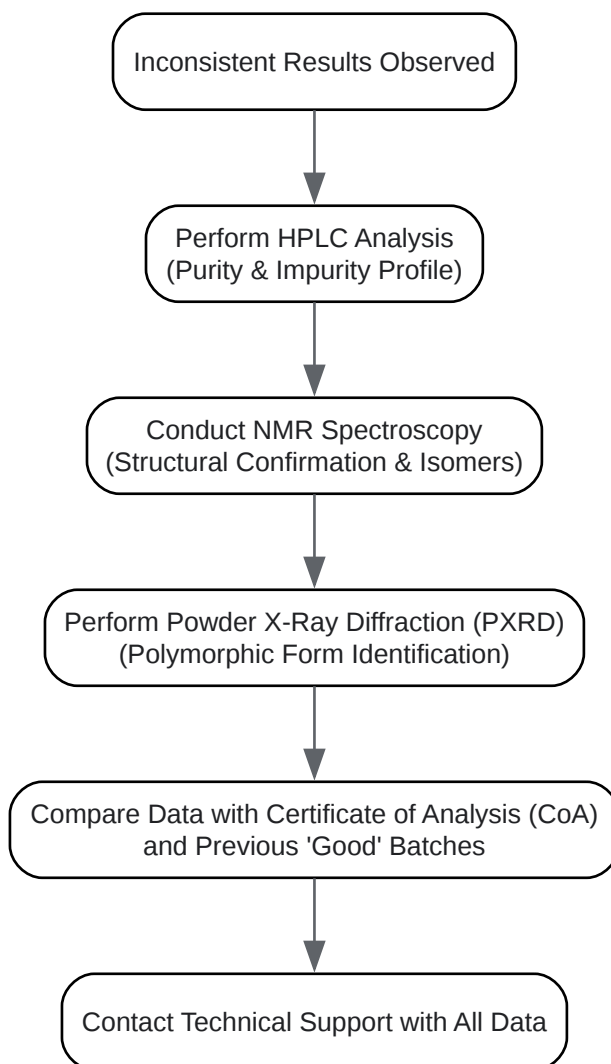 Inconsistent Results Observed
Perform HPLC Analysis
(Purity & Impurity Profile)
Conduct NMR Spectroscopy
(Structural Confirmation & Isomers)
Perform Powder X-Ray Diffraction (PXRD)
(Polymorphic Form Identification)
Compare Data with Certificate of Analysis (CoA)
and Previous 'Good' Batches
Contact Technical Support with All Data